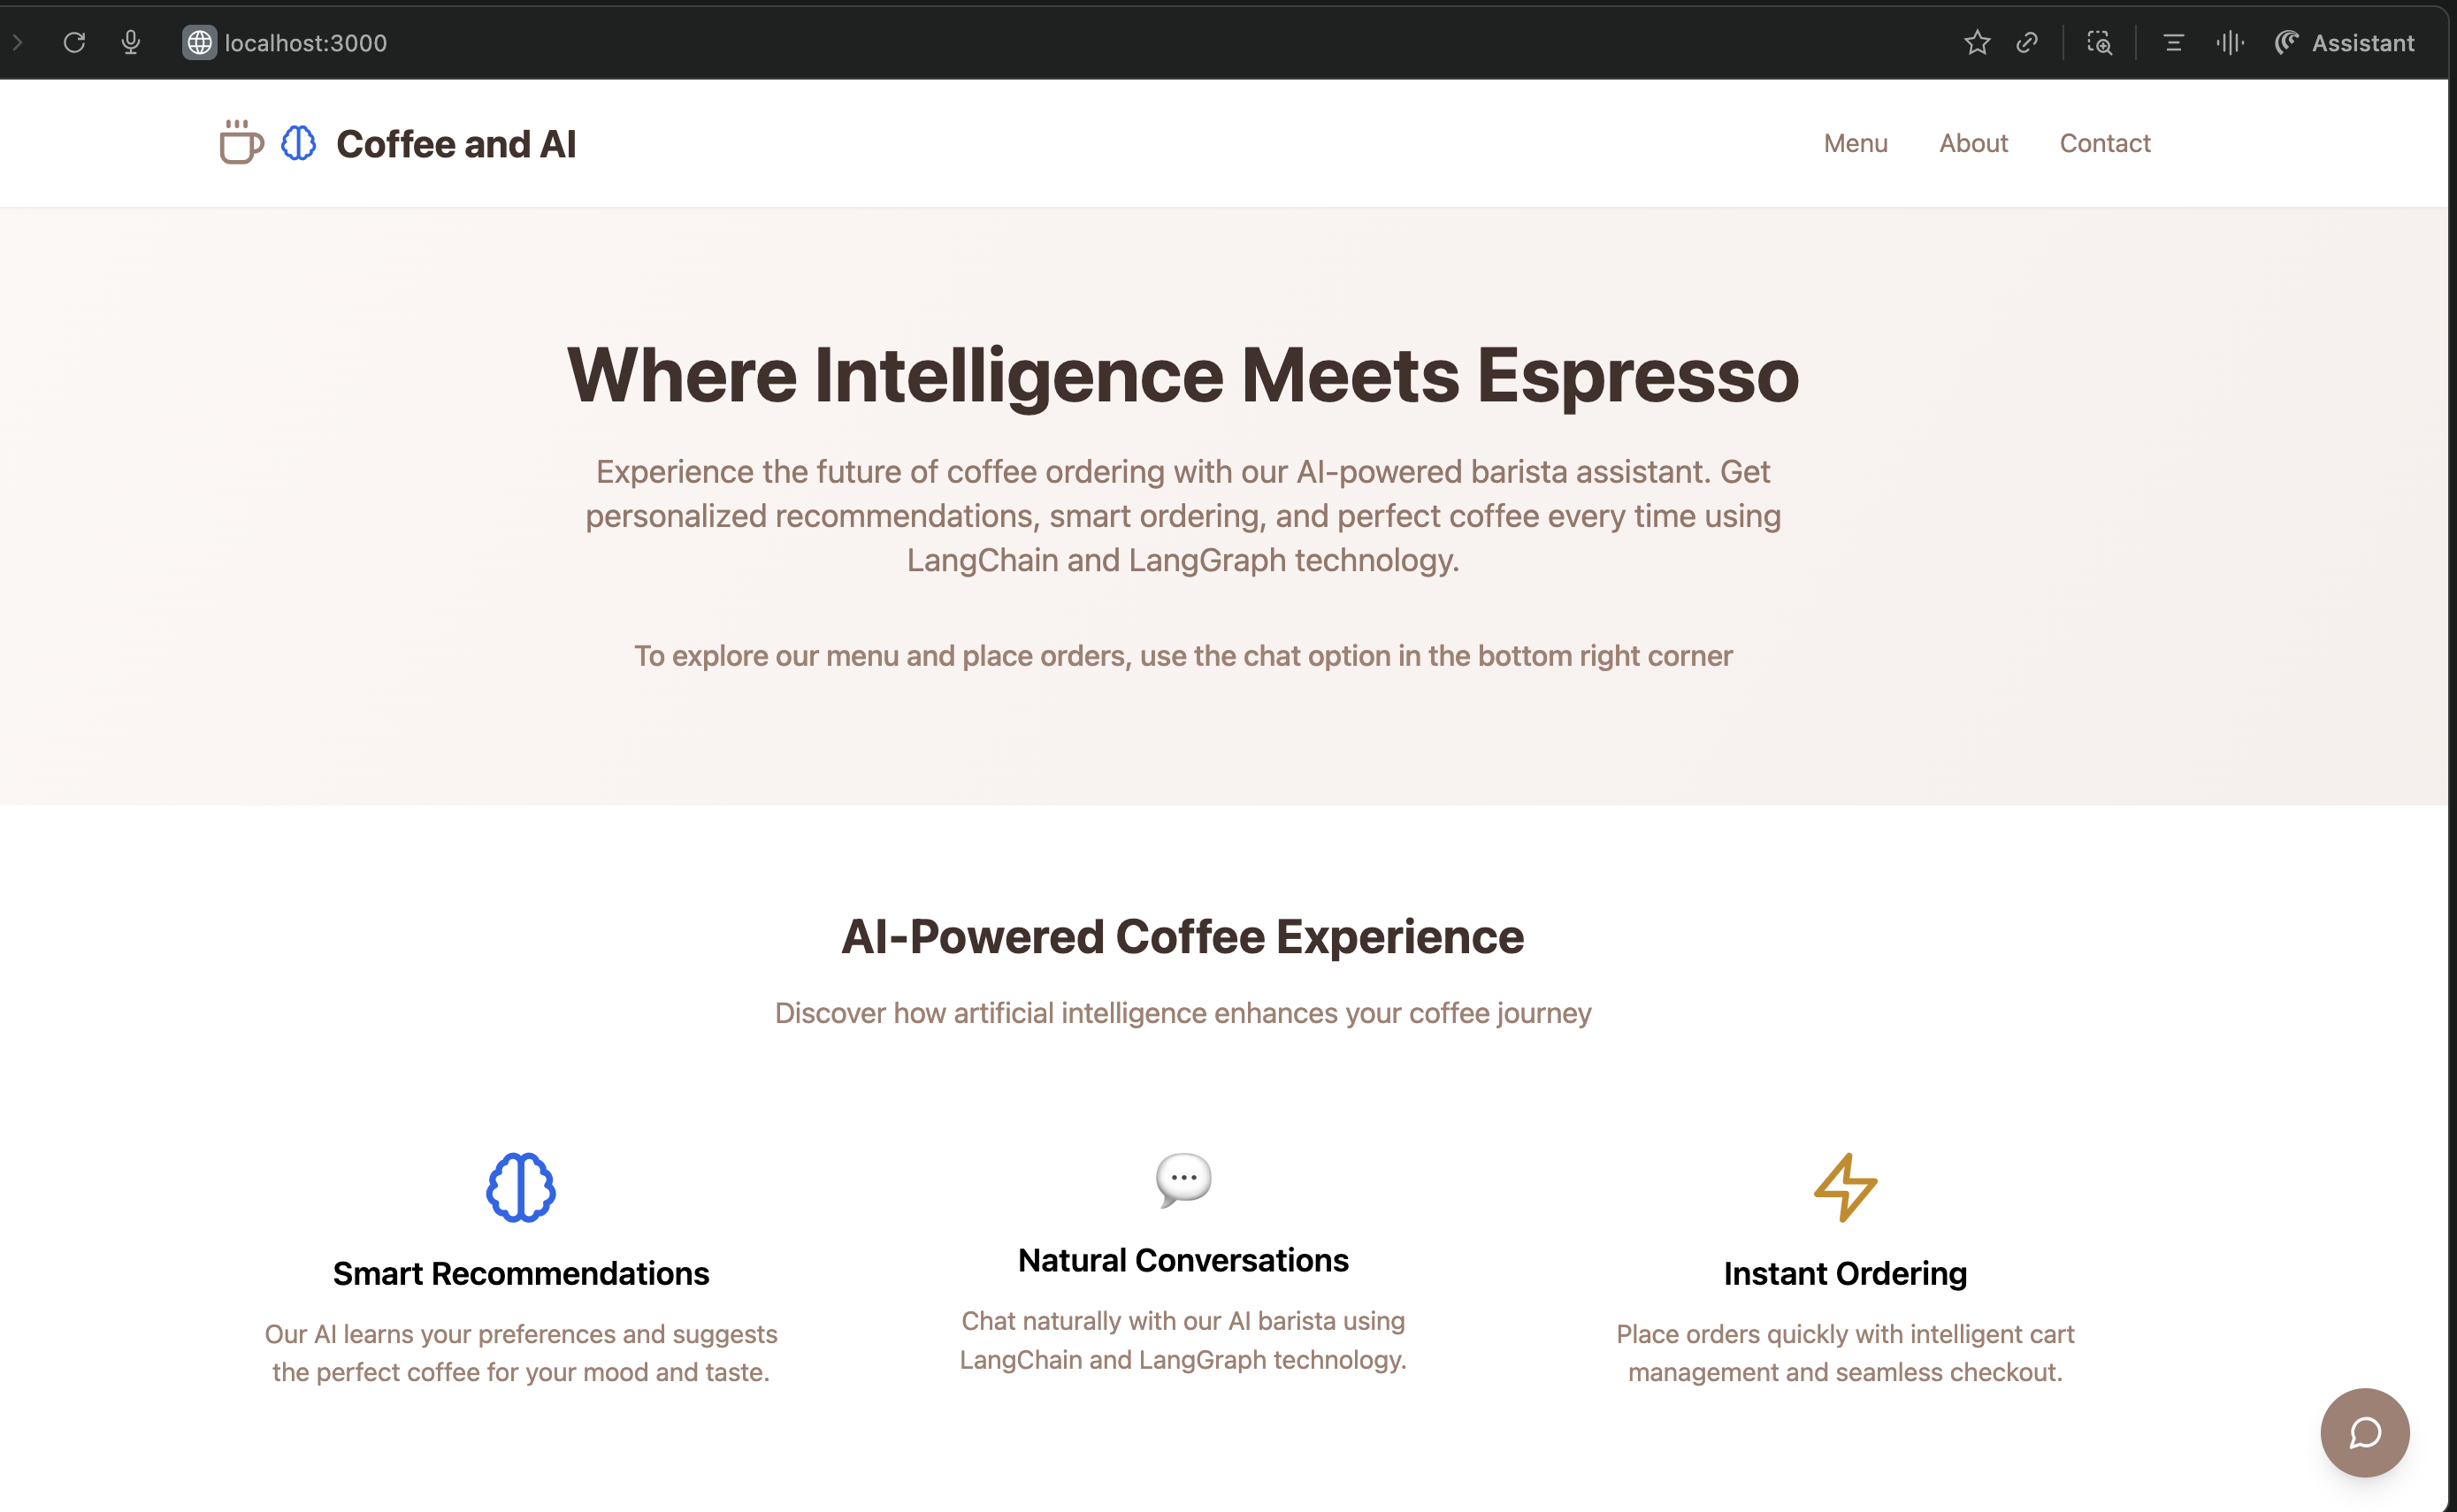 localhost:3000
Assistant
Coffee and AI
Menu
About
Contact
Where Intelligence Meets Espresso
Experience the future of coffee ordering with our AI-powered barista assistant. Get
personalized recommendations, smart ordering, and perfect coffee every time using
LangChain and LangGraph technology.
To explore our menu and place orders, use the chat option in the bottom right corner
AI-Powered Coffee Experience
Discover how artificial intelligence enhances your coffee journey
Smart Recommendations
Our AI learns your preferences and suggests
the perfect coffee for your mood and taste.
Natural Conversations
Chat naturally with our AI barista using
LangChain and LangGraph technology.
Instant Ordering
Place orders quickly with intelligent cart
management and seamless checkout.